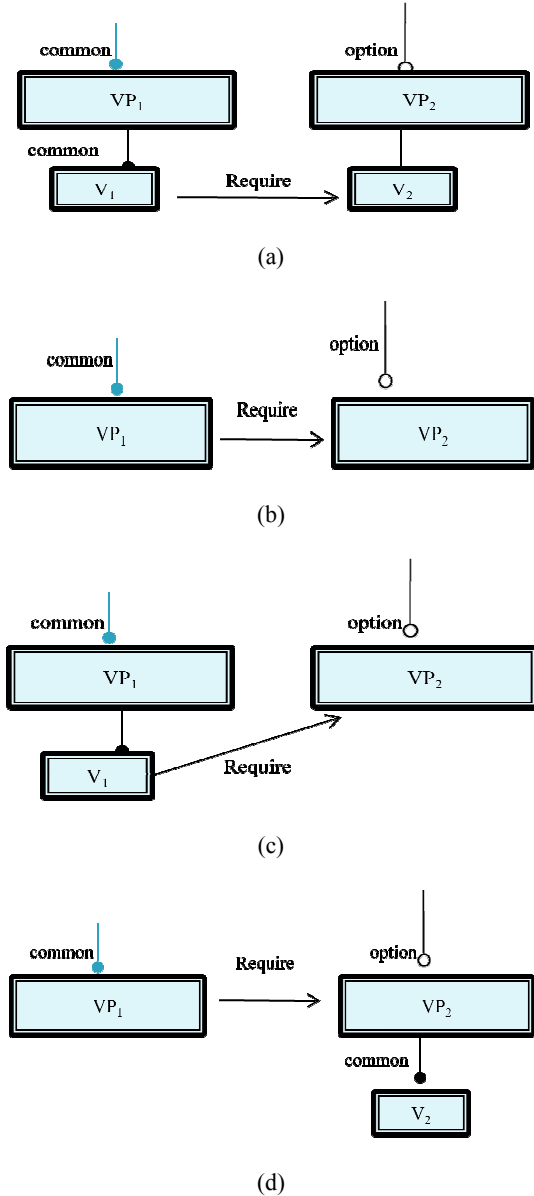 common option
VP₁ VP₂
common
V₁ Require V₂
(a)
common option
VP₁ Require VP₂
(b)
common option
VP₁ VP₂
V₁ Require
(c)
common Require option
VP₁ VP₂
common
V₂
(d)